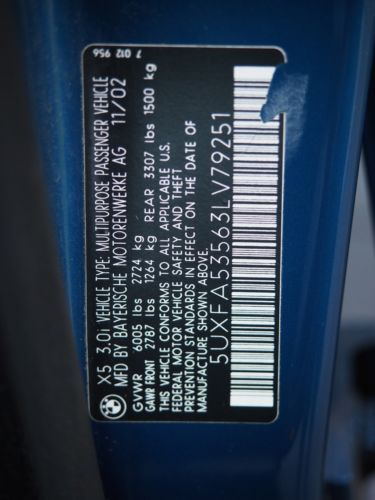 7 012 956
X5 3.0i VEHICLE TYPE: MULTIPURPOSE PASSENGER VEHICLE
MFD BY BAYERISCHE MOTORENWERKE AG 11/02
GVWR 6005 lbs 2724 kg
GAWR FRONT 2787 lbs 1264 kg REAR 3307 lbs 1500 kg
THIS VEHICLE CONFORMS TO ALL APPLICABLE U.S.
FEDERAL MOTOR VEHICLE SAFETY AND THEFT
PREVENTION STANDARDS IN EFFECT ON THE DATE OF
MANUFACTURE SHOWN ABOVE.
5UXFA53563LV79251